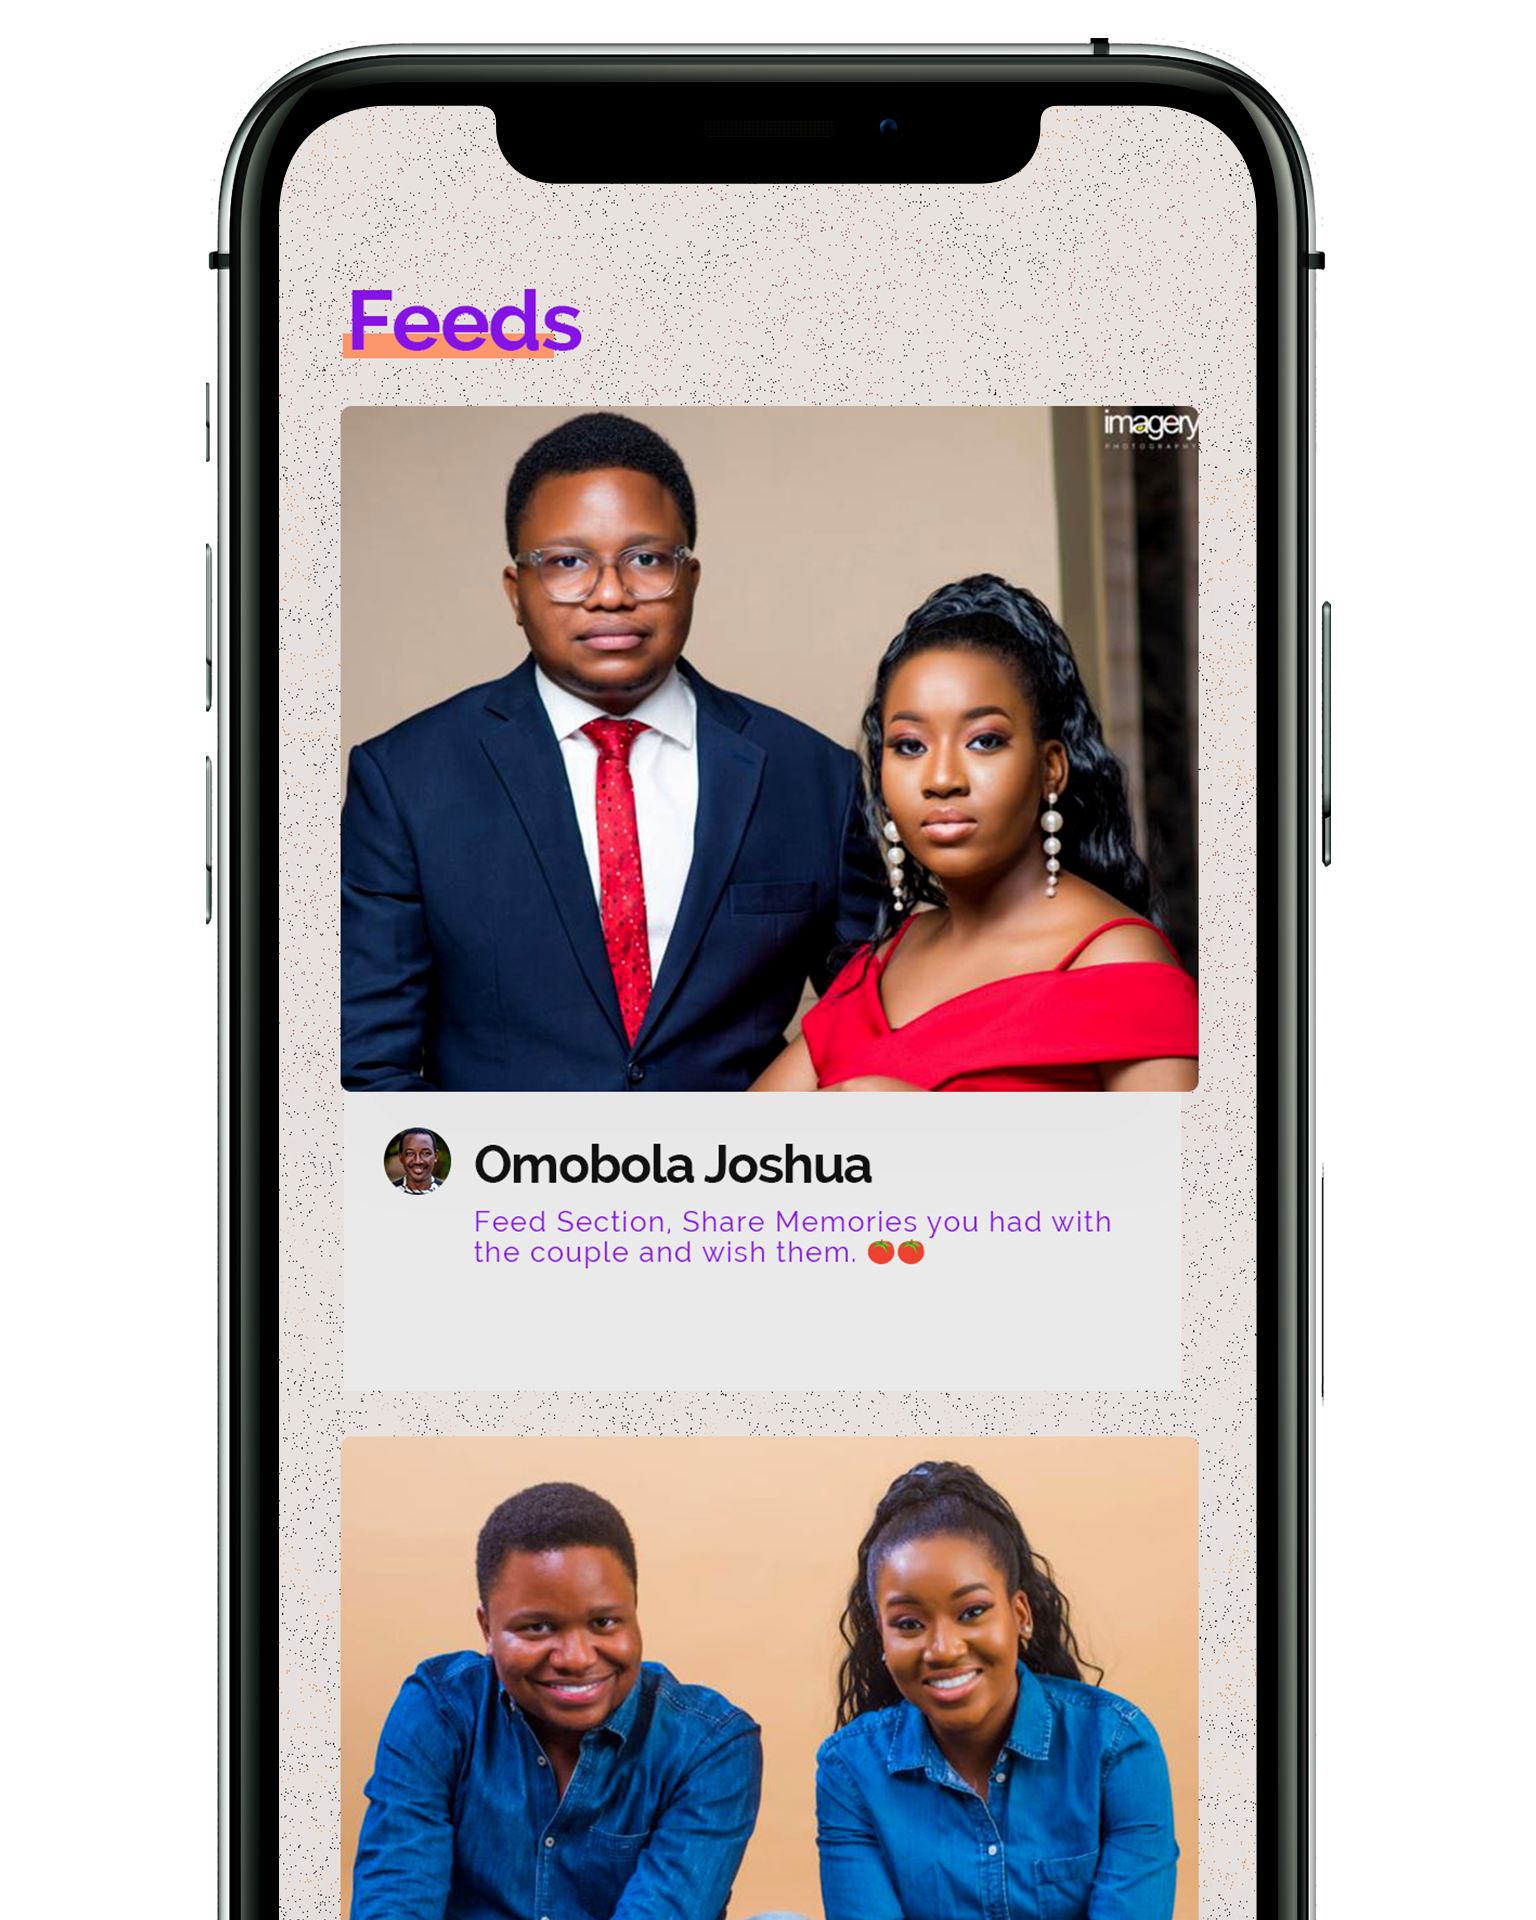 Feeds
imagery
PHOTOGRAPHY
Omobola Joshua
Feed Section, Share Memories you had with
the couple and wish them. 🍅🍅